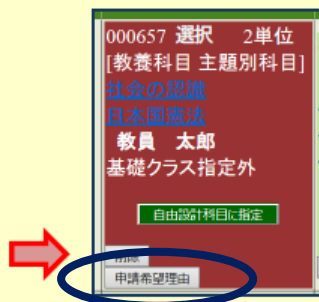 000657 選択 2単位
[教養科目 主題別科目]
社会の認識
日本国憲法
教員 太郎
基礎クラス指定外
自由設計科目に指定
削除
申請希望理由